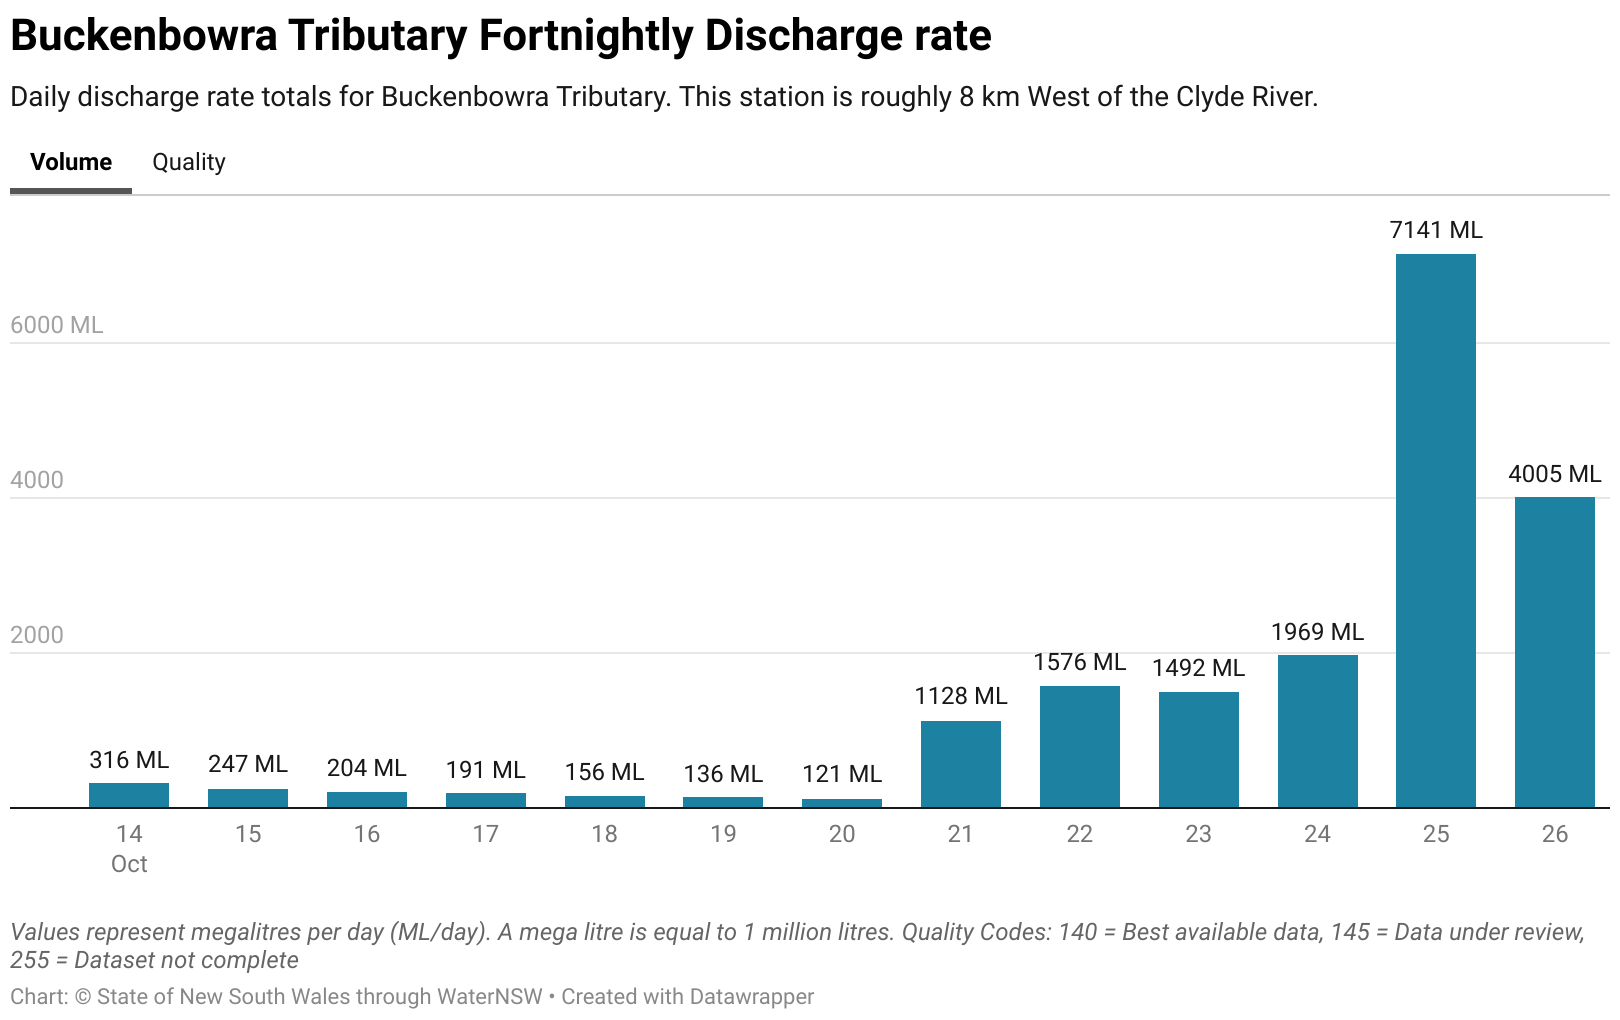 Buckenbowra Tributary Fortnightly Discharge rate
Daily discharge rate totals for Buckenbowra Tributary. This station is roughly 8 km West of the Clyde River.
Volume Quality
7141 ML
6000 ML
4000
4005 ML
2000
1969 ML
1576 ML
1492 ML
1128 ML
316 ML
247 ML
204 ML
191 ML
156 ML
136 ML
121 ML
14 15 16 17 18 19 20 21 22 23 24 25 26
Oct
Values represent megalitres per day (ML/day). A mega litre is equal to 1 million litres. Quality Codes: 140 = Best available data, 145 = Data under review,
255 = Dataset not complete
Chart: © State of New South Wales through WaterNSW • Created with Datawrapper